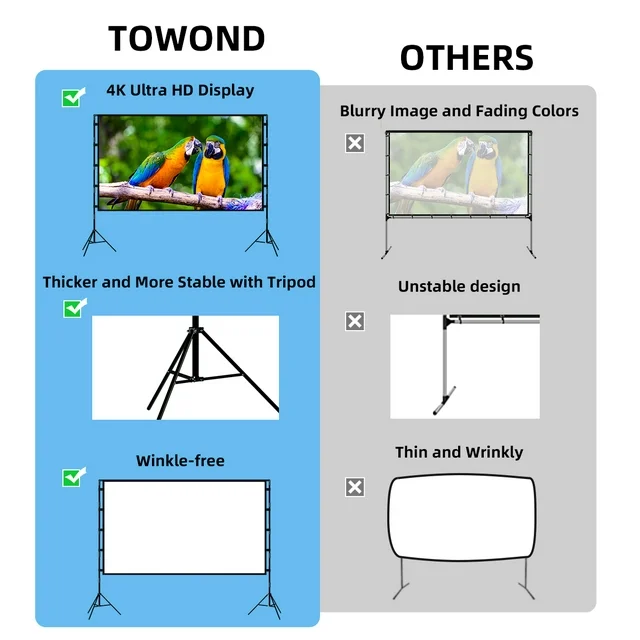 TOWOND
OTHERS
4K Ultra HD Display
Blurry Image and Fading Colors
Thicker and More Stable with Tripod
Unstable design
Winkle-free
Thin and Wrinkly